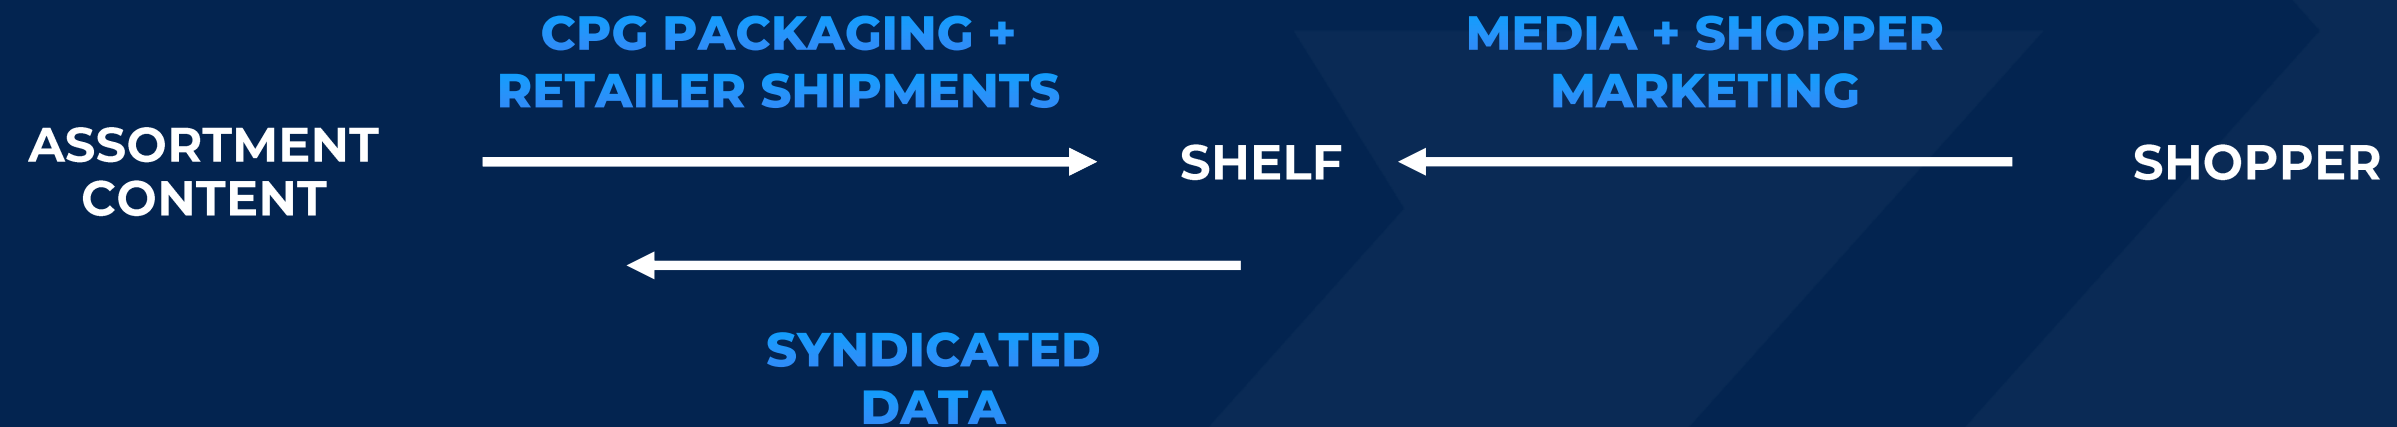 CPG PACKAGING +
RETAILER SHIPMENTS
MEDIA + SHOPPER
MARKETING
ASSORTMENT
CONTENT
SHELF
SHOPPER
SYNDICATED
DATA